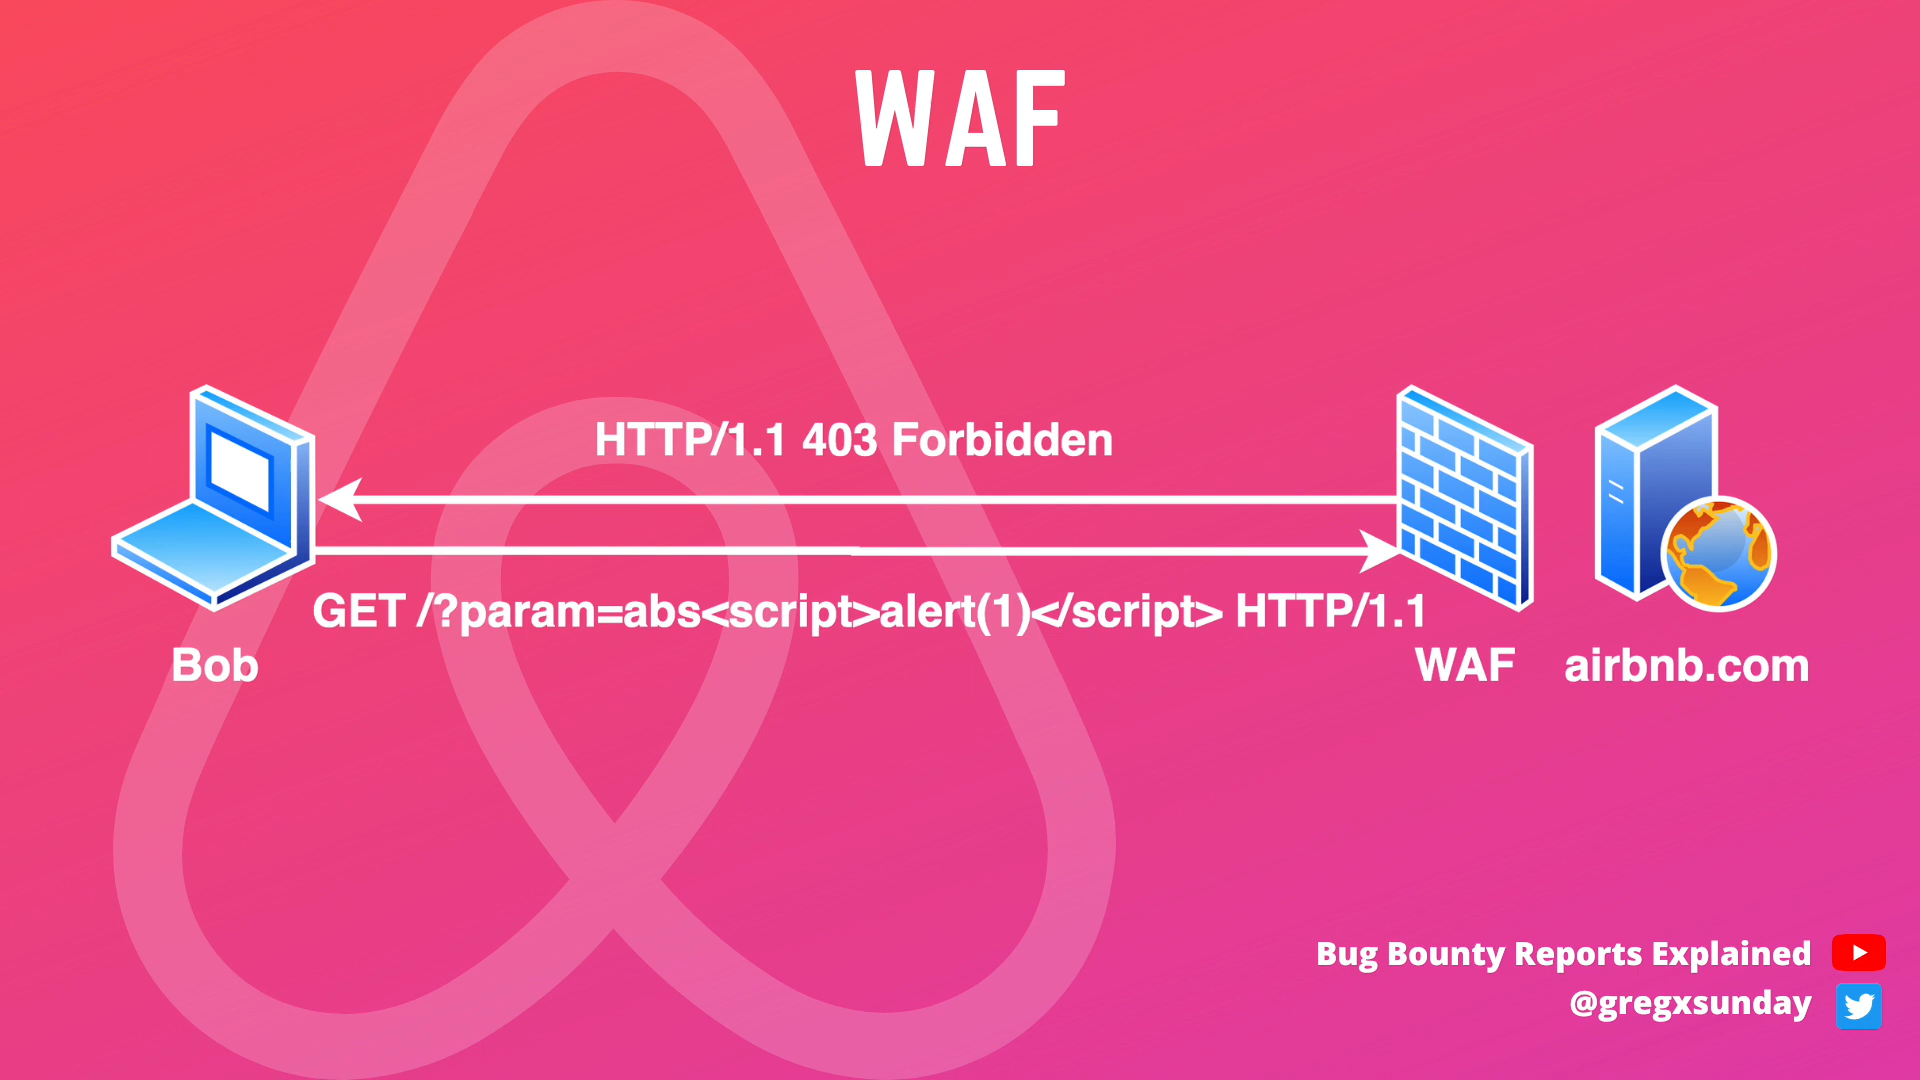 WAF
HTTP/1.1 403 Forbidden
GET /?param=abs<script>alert(1)</script> HTTP/1.1
Bob
WAF
airbnb.com
Bug Bounty Reports Explained
@gregxsunday